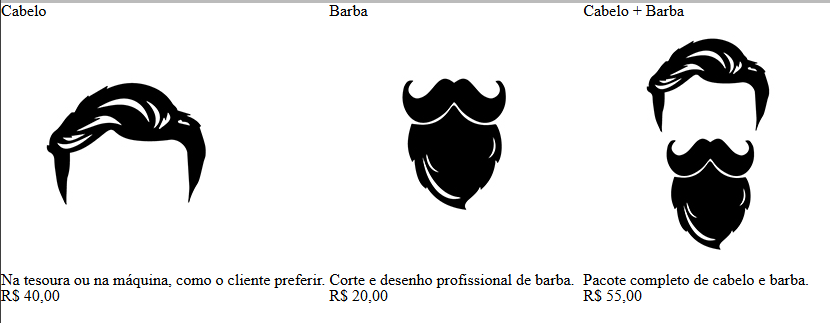 Cabelo
Barba
Cabelo + Barba
Na tesoura ou na máquina, como o cliente preferir.
R$ 40,00
Corte e desenho profissional de barba.
R$ 20,00
Pacote completo de cabelo e barba.
R$ 55,00